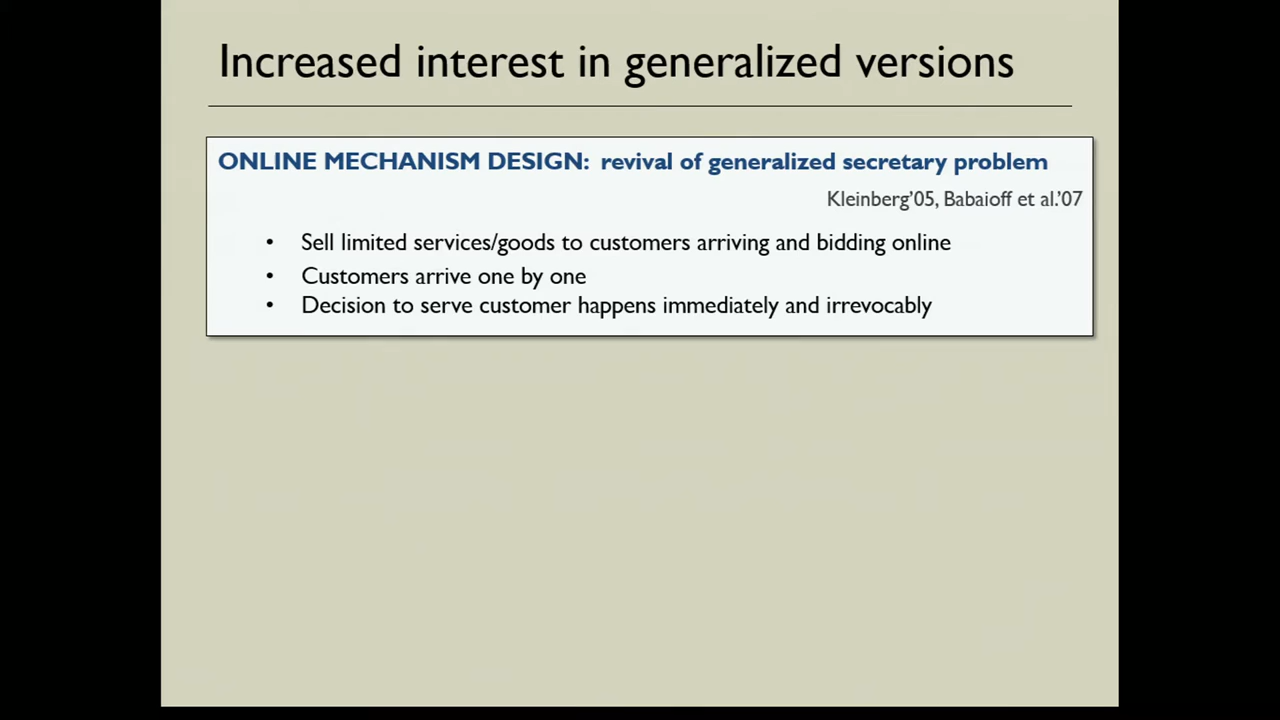 Increased interest in generalized versions
ONLINE MECHANISM DESIGN: revival of generalized secretary problem
Kleinberg’05, Babaioff et al.’07
• Sell limited services/goods to customers arriving and bidding online
• Customers arrive one by one
• Decision to serve customer happens immediately and irrevocably